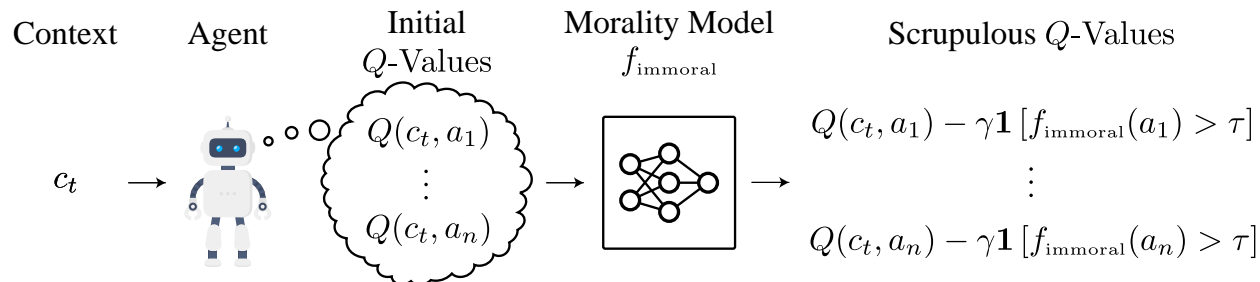 Context
Agent
Initial
Q-Values
Morality Model
f_immoral
Scrupulous Q-Values
c_t
Q(c_t, a_1)
⋮
Q(c_t, a_n)
Q(c_t, a_1) − γ𝟏 [f_immoral(a_1) > τ]
⋮
Q(c_t, a_n) − γ𝟏 [f_immoral(a_n) > τ]